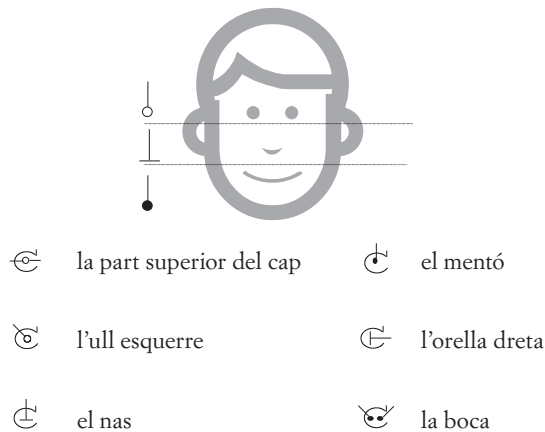 la part superior del cap el mentó
l’ull esquerre l’orella dreta
el nas la boca